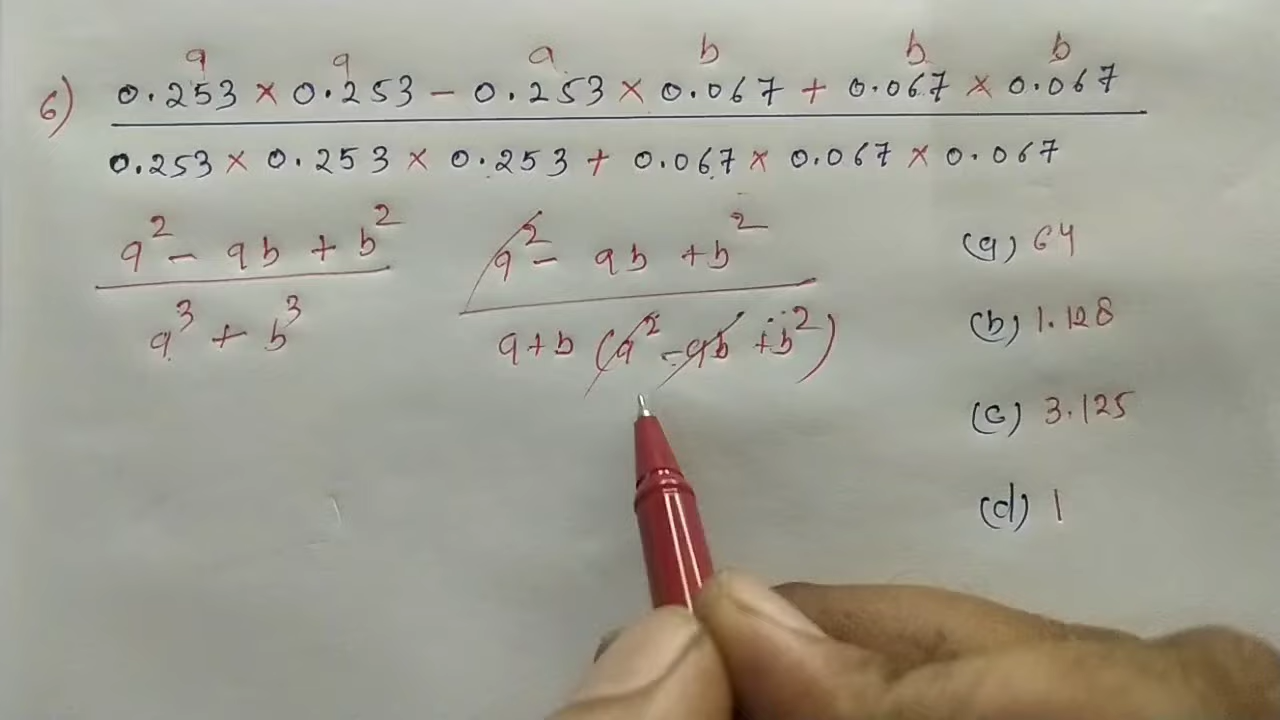 a a a b b b
6) 0.253 × 0.253 − 0.253 × 0.067 + 0.067 × 0.067
0.253 × 0.253 × 0.253 + 0.067 × 0.067 × 0.067
a² − ab + b²
a³ + b³
a² − ab + b²
a + b (a² − ab + b²)
(a) 64
(b) 1.128
(c) 3.125
(d) 1